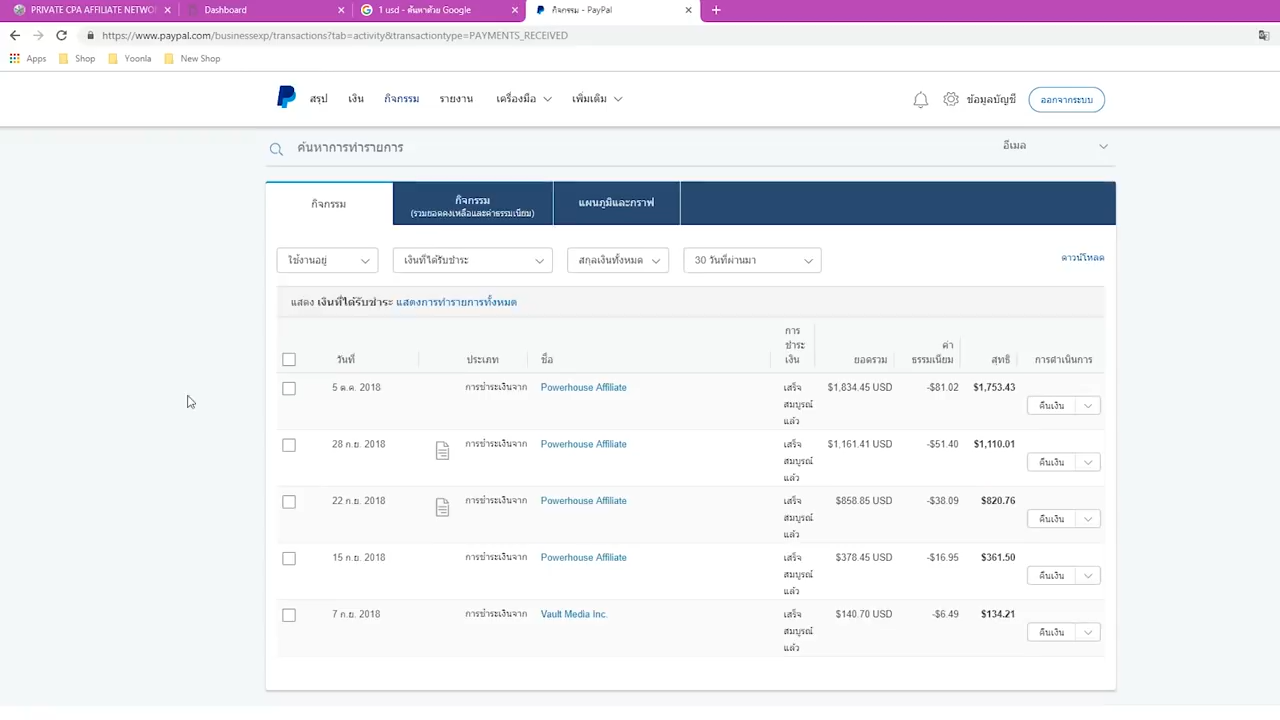 PRIVATE CPA AFFILIATE NETWO
Dashboard
1 usd - ค้นหาด้วย Google
กิจกรรม - PayPal
https://www.paypal.com/businessexp/transactions?tab=activity&transactiontype=PAYMENTS_RECEIVED
Apps Shop Yoonla New Shop
สรุป เงิน กิจกรรม รายงาน เครื่องมือ เพิ่มเติม ข้อมูลบัญชี ออกจากระบบ
ค้นหาการทำรายการ อีเมล
กิจกรรม กิจกรรม แผนภูมิและกราฟ
(รวมยอดคงเหลือและค่าธรรมเนียม)
ใช้งานอยู่ เงินที่ได้รับชำระ สกุลเงินทั้งหมด 30 วันที่ผ่านมา ดาวน์โหลด
แสดง เงินที่ได้รับชำระ แสดงการทำรายการทั้งหมด
การ
ชำระ ค่า
วันที่ ประเภท ชื่อ เงิน ยอดรวม ธรรมเนียม สุทธิ การดำเนินการ
5 ต.ค. 2018 การชำระเงินจาก Powerhouse Affiliate เสร็จ $1,834.45 USD -$81.02 $1,753.43
สมบูรณ์ คืนเงิน
แล้ว
28 ก.ย. 2018 การชำระเงินจาก Powerhouse Affiliate เสร็จ $1,161.41 USD -$51.40 $1,110.01
สมบูรณ์ คืนเงิน
แล้ว
22 ก.ย. 2018 การชำระเงินจาก Powerhouse Affiliate เสร็จ $858.85 USD -$38.09 $820.76
สมบูรณ์ คืนเงิน
แล้ว
15 ก.ย. 2018 การชำระเงินจาก Powerhouse Affiliate เสร็จ $378.45 USD -$16.95 $361.50
สมบูรณ์ คืนเงิน
แล้ว
7 ก.ย. 2018 การชำระเงินจาก Vault Media Inc. เสร็จ $140.70 USD -$6.49 $134.21
สมบูรณ์ คืนเงิน
แล้ว